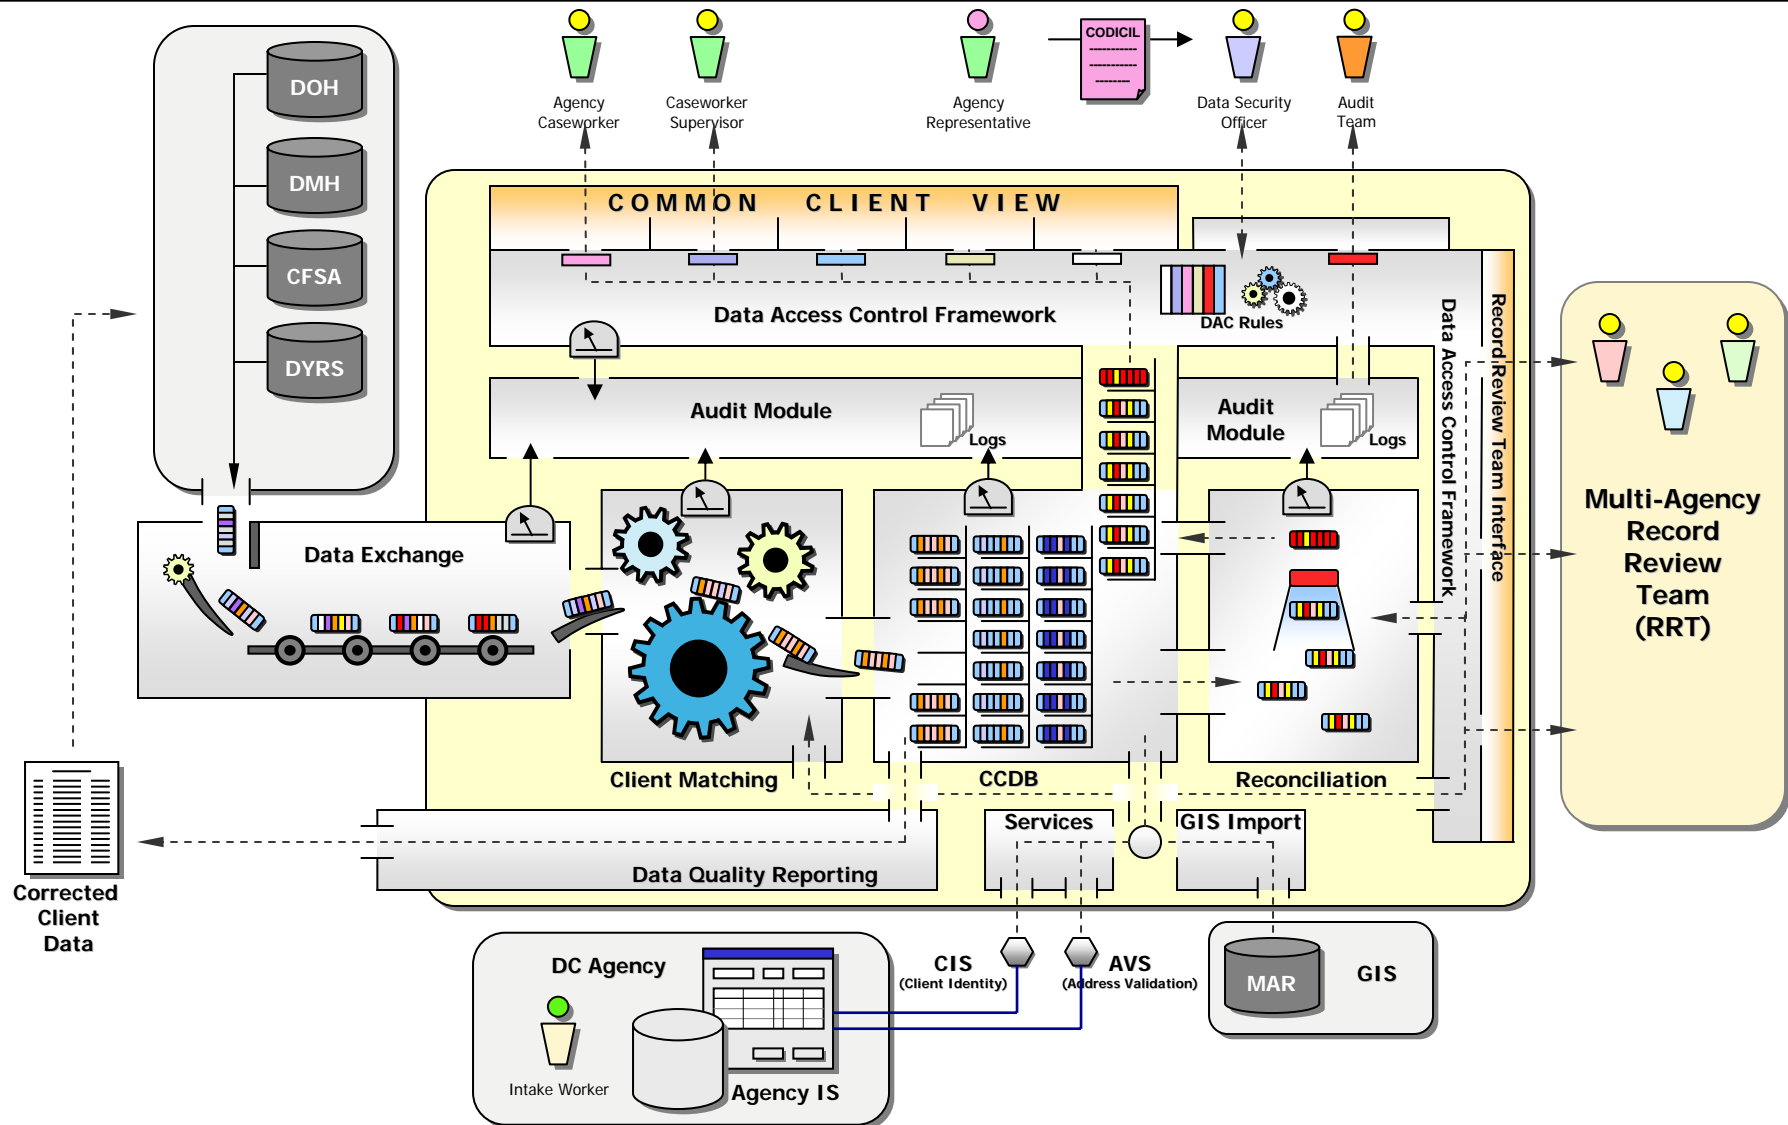 CODICIL
DOH
DMH
CFSA
DYRS
Agency
Caseworker
Caseworker
Supervisor
Agency
Representative
Data Security
Officer
Audit
Team
COMMON CLIENT VIEW
Data Access Control Framework
DAC Rules
Audit Module
Logs
Audit
Module
Logs
Data Access Control Framework
Record Review Team Interface
Multi-Agency
Record
Review
Team
(RRT)
Data Exchange
Client Matching
CCDB
Reconciliation
Services
GIS Import
Data Quality Reporting
Corrected
Client
Data
DC Agency
Intake Worker
Agency IS
CIS
(Client Identity)
AVS
(Address Validation)
MAR
GIS